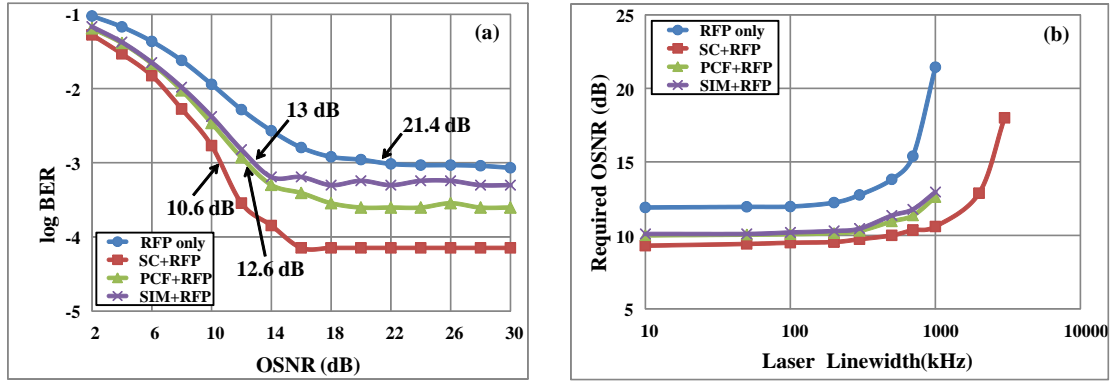 (a)
-1
-2
-3
-4
-5
log BER
13 dB
21.4 dB
10.6 dB
12.6 dB
RFP only
SC+RFP
PCF+RFP
SIM+RFP
2 6 10 14 18 22 26 30
OSNR (dB)
(b)
25
20
15
10
5
Required OSNR (dB)
RFP only
SC+RFP
PCF+RFP
SIM+RFP
10 100 1000 10000
Laser Linewidth(kHz)